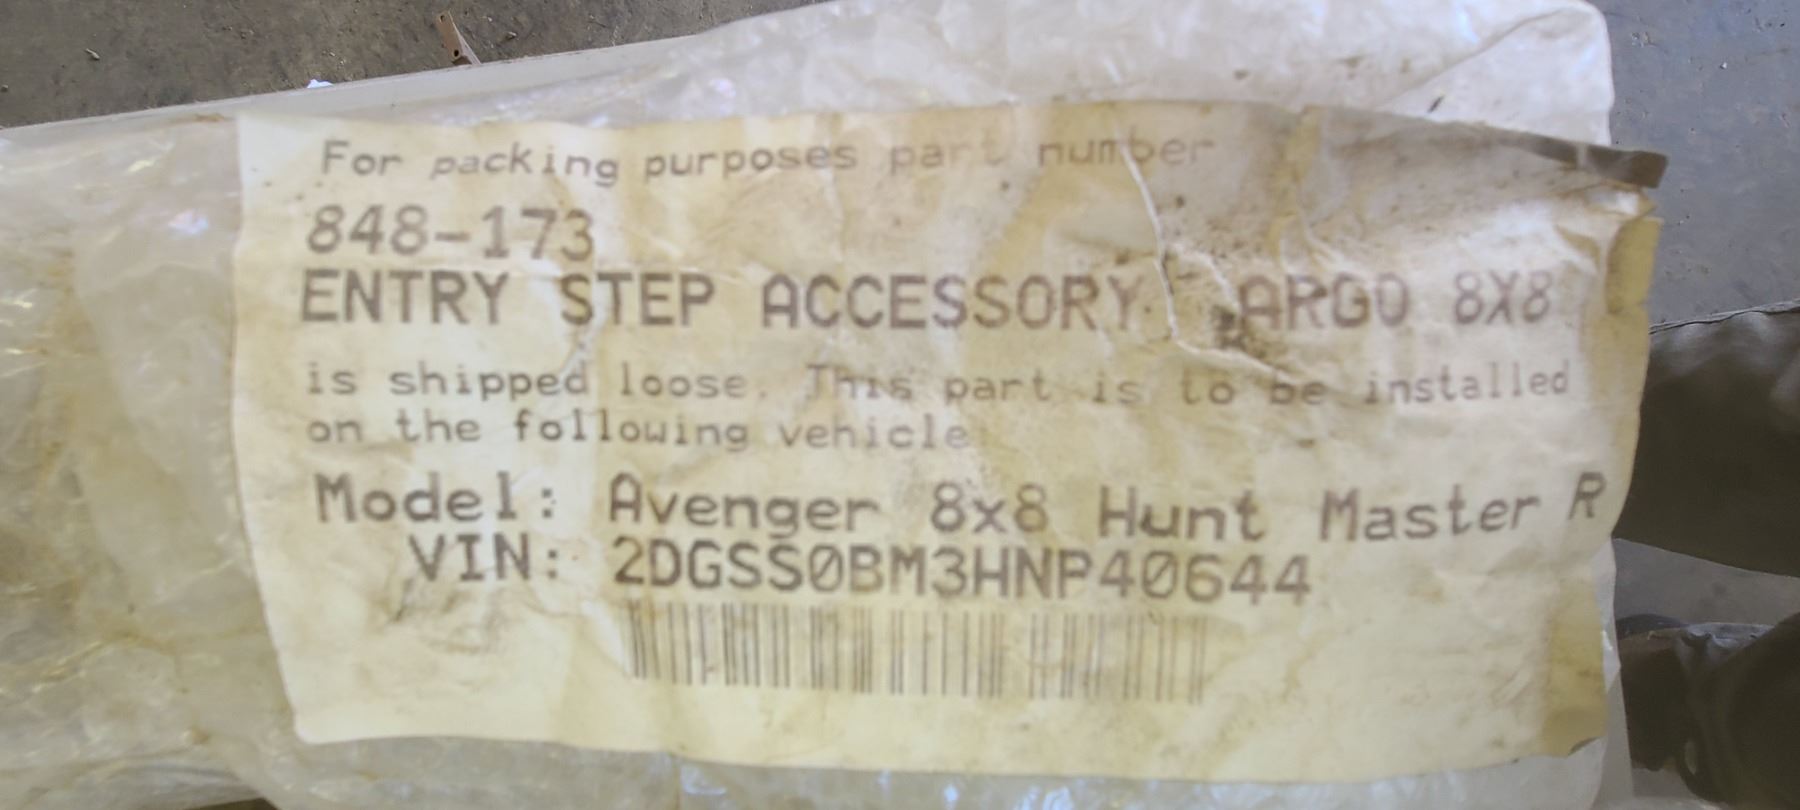 For packing purposes part number
848-173
ENTRY STEP ACCESSORY - ARGO 8X8
is shipped loose. This part is to be installed
on the following vehicle
Model: Avenger 8x8 Hunt Master R
VIN: 2DGSS0BM3HNP40644